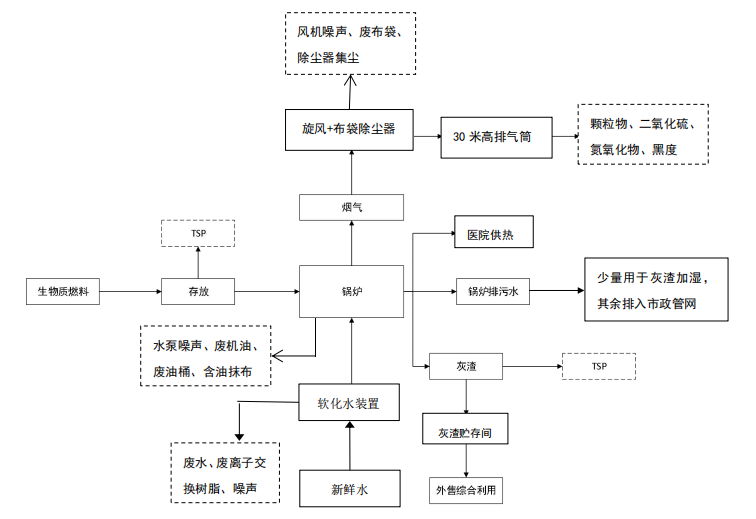 风机噪声、废布袀、
除尘器集尘
旋风+布袋除尘器
30 米高排气筒
颗粒物、二氧化硫、
氮氧化物、黑度
烟气
TSP
医院供热
生物质燃料
存放
锅炉
锅炉排污水
少量用于灰渣加湿，
其余排入市政管网
水泵噪声、废机油、
废油桶、含油抹布
灰渣
TSP
软化水装置
灰渣贮存间
废水、废离子交
换树脂、噪声
新鲜水
外售综合利用